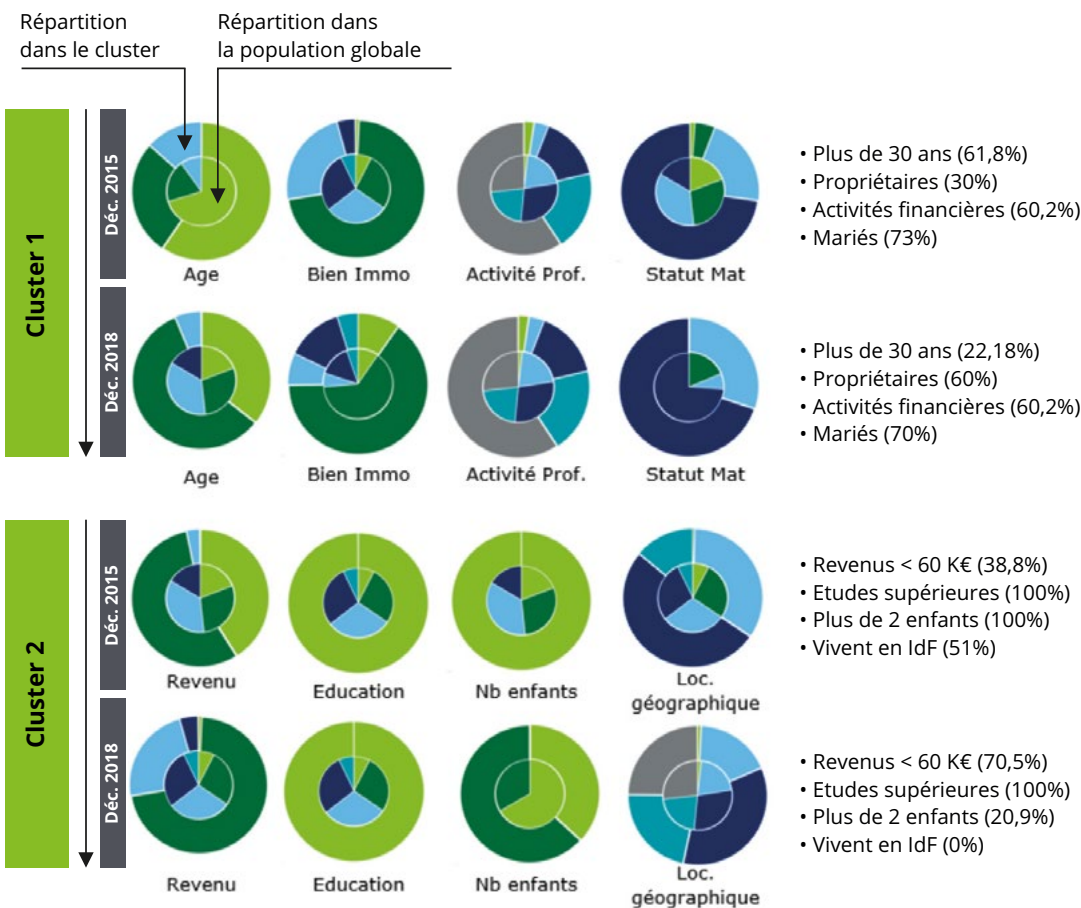 Répartition
dans le cluster
Répartition dans
la population globale
Cluster 1
Déc. 2015
Age
Bien Immo
Activité Prof.
Statut Mat
• Plus de 30 ans (61,8%)
• Propriétaires (30%)
• Activités financières (60,2%)
• Mariés (73%)
Déc. 2018
Age
Bien Immo
Activité Prof.
Statut Mat
• Plus de 30 ans (22,18%)
• Propriétaires (60%)
• Activités financières (60,2%)
• Mariés (70%)
Cluster 2
Déc. 2015
Revenu
Education
Nb enfants
Loc.
géographique
• Revenus < 60 K€ (38,8%)
• Etudes supérieures (100%)
• Plus de 2 enfants (100%)
• Vivent en IdF (51%)
Déc. 2018
Revenu
Education
Nb enfants
Loc.
géographique
• Revenus < 60 K€ (70,5%)
• Etudes supérieures (100%)
• Plus de 2 enfants (20,9%)
• Vivent en IdF (0%)